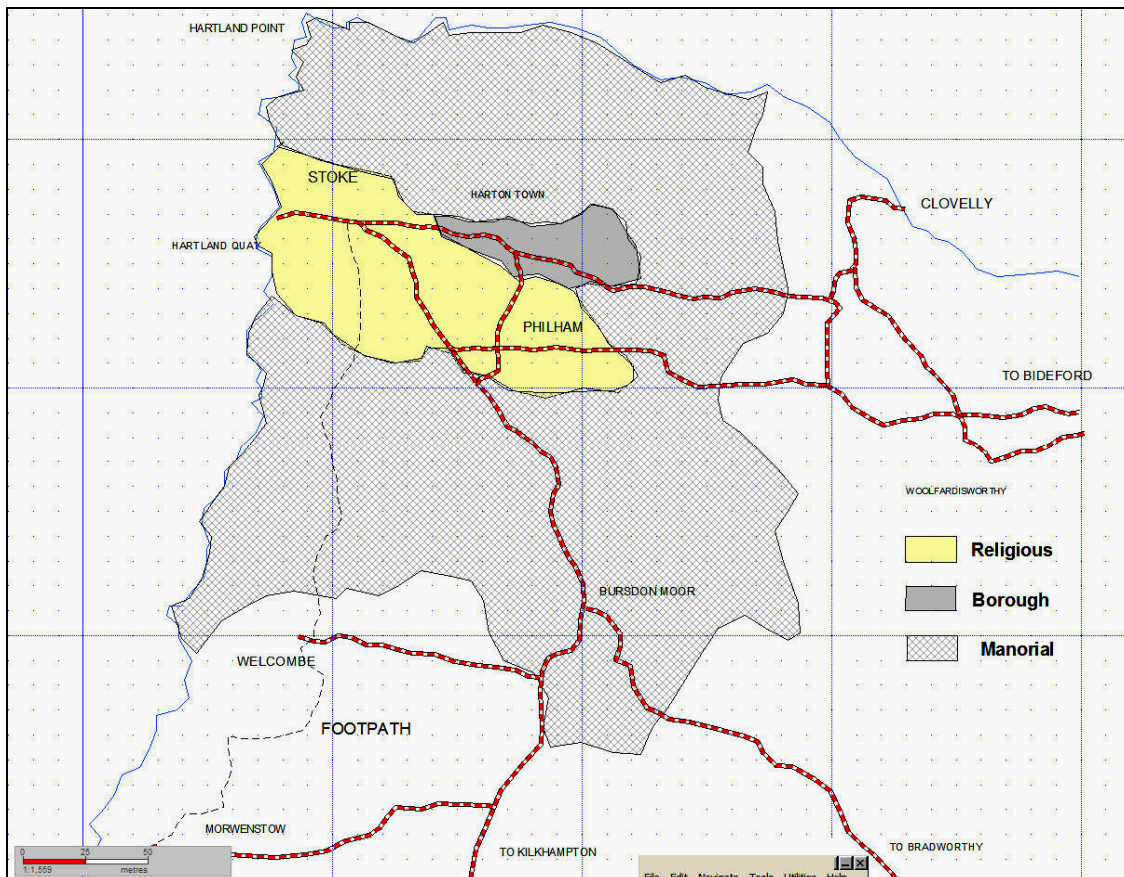 HARTLAND POINT
STOKE
HARTON TOWN
CLOVELLY
HARTLAND QUAY
PHILHAM
TO BIDEFORD
WOOLFARDISWORTHY
Religious
BURSDON MOOR
Borough
WELCOMBE
Manorial
FOOTPATH
MORWENSTOW
TO KILKHAMPTON
TO BRADWORTHY
0 25 50
1:1,559 metres
File Edit Navigate Tools Utilities Help